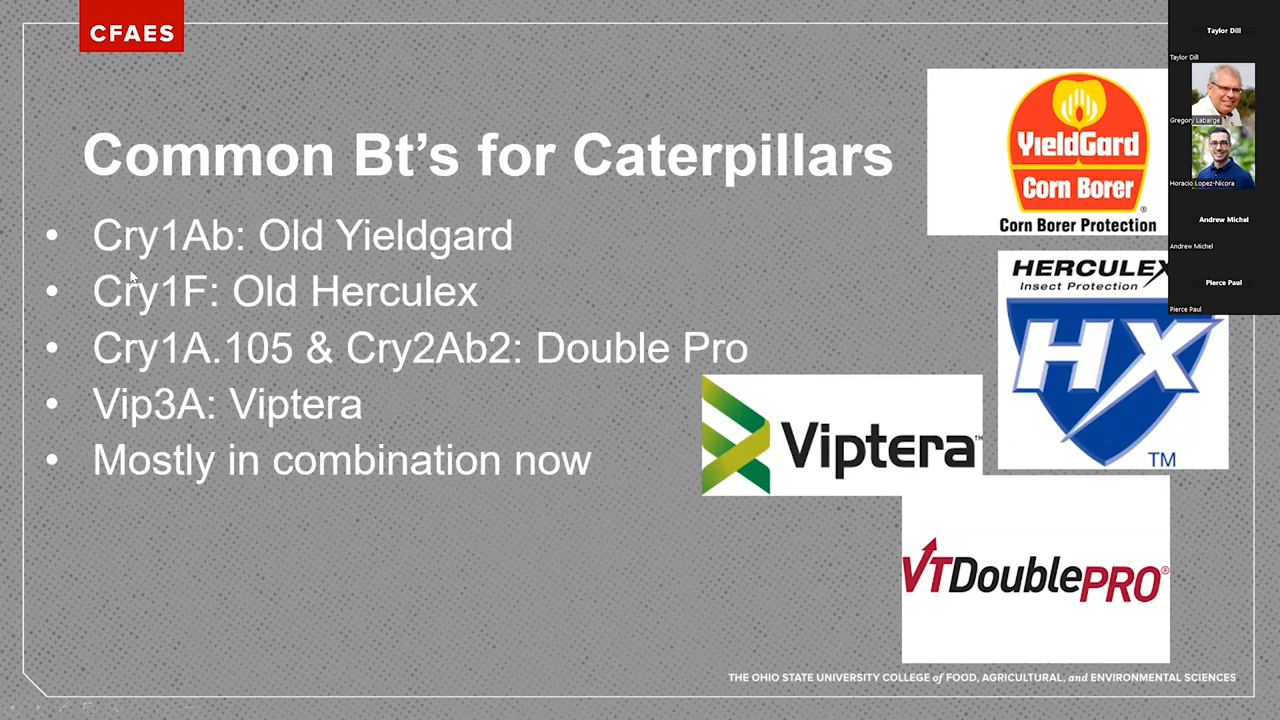 CFAES
Common Bt’s for Caterpillars
• Cry1Ab: Old Yieldgard
• Cry1F: Old Herculex
• Cry1A.105 & Cry2Ab2: Double Pro
• Vip3A: Viptera
• Mostly in combination now
YieldGard
Corn Borer
®
Corn Borer Protection
HERCULEX
Insect Protection
HX
TM
Viptera™
VTDoublePRO®
THE OHIO STATE UNIVERSITY COLLEGE of FOOD, AGRICULTURAL, and ENVIRONMENTAL SCIENCES
Taylor Dill
Taylor Dill
Gregory Labarge
Horacio Lopez-Nicora
Andrew Michel
Andrew Michel
Pierce Paul
Pierce Paul